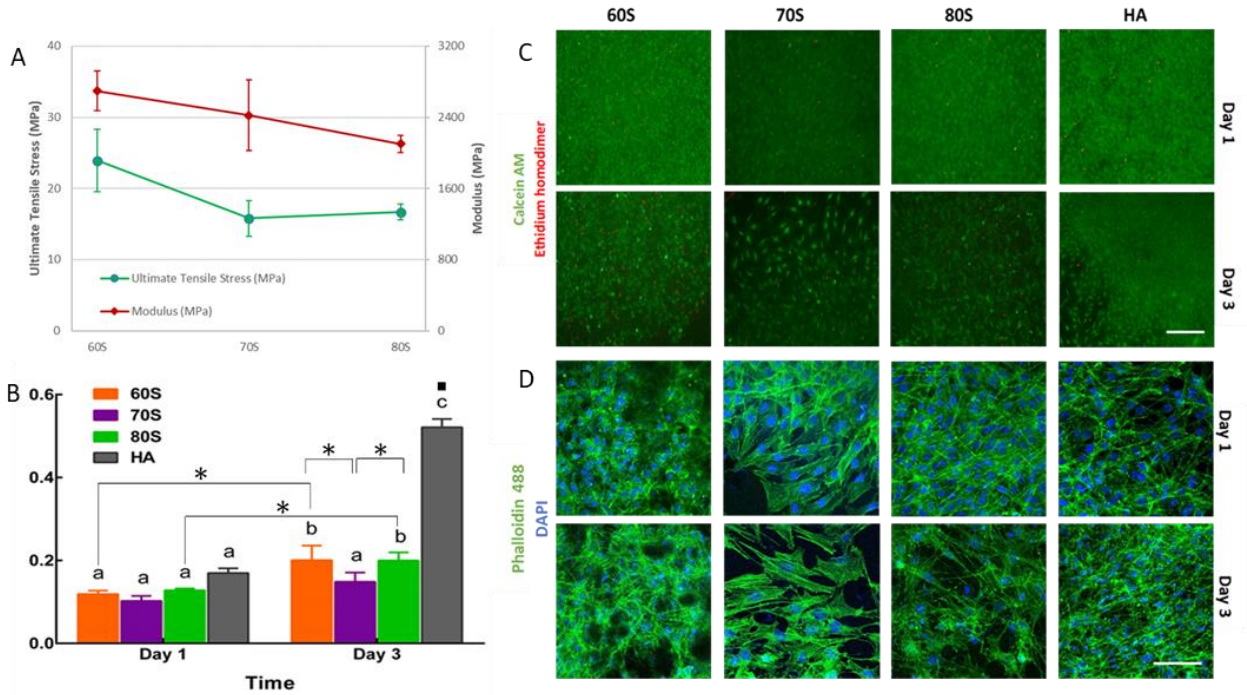 A
40
30
20
10
0
Ultimate Tensile Stress (MPa)
3200
2400
1600
800
0
Modulus (MPa)
Ultimate Tensile Stress (MPa)
Modulus (MPa)
60S 70S 80S
B
0.6
0.4
0.2
0.0
60S
70S
80S
HA
* * * *
a a a a b a b c
Day 1 Day 3
Time
60S 70S 80S HA
C
Calcein AM
Ethidium homodimer
Day 1
Day 3
D
Phalloidin 488
DAPI
Day 1
Day 3